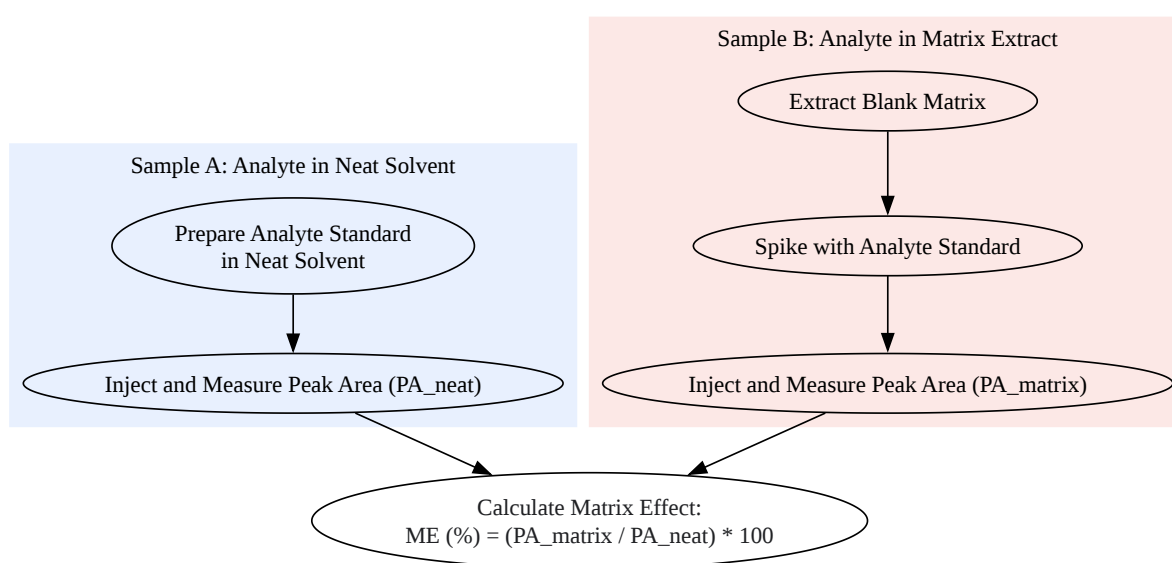 Sample A: Analyte in Neat Solvent
Prepare Analyte Standard
in Neat Solvent
Inject and Measure Peak Area (PA_neat)
Sample B: Analyte in Matrix Extract
Extract Blank Matrix
Spike with Analyte Standard
Inject and Measure Peak Area (PA_matrix)
Calculate Matrix Effect:
ME (%) = (PA_matrix / PA_neat) * 100